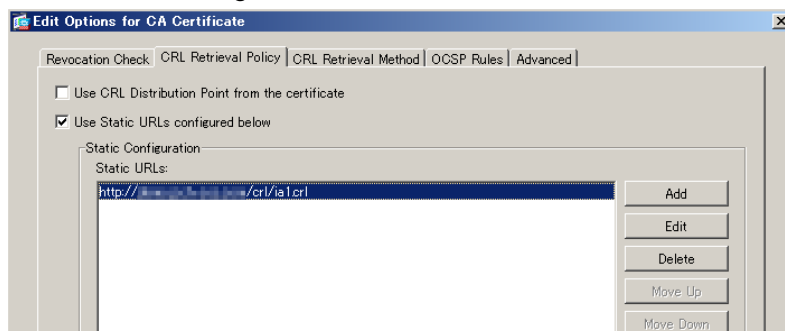 Edit Options for CA Certificate
Revocation Check CRL Retrieval Policy CRL Retrieval Method OCSP Rules Advanced
Use CRL Distribution Point from the certificate
Use Static URLs configured below
Static Configuration
Static URLs:
http:// /crl/ia1.crl
Add
Edit
Delete
Move Up
Move Down